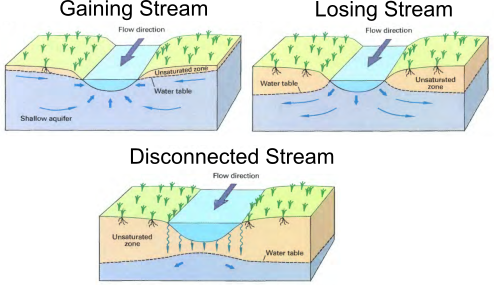 Gaining Stream
Flow direction
Unsaturated zone
Water table
Shallow aquifer
Losing Stream
Flow direction
Water table
Unsaturated
zone
Disconnected Stream
Flow direction
Unsaturated
zone
Water table